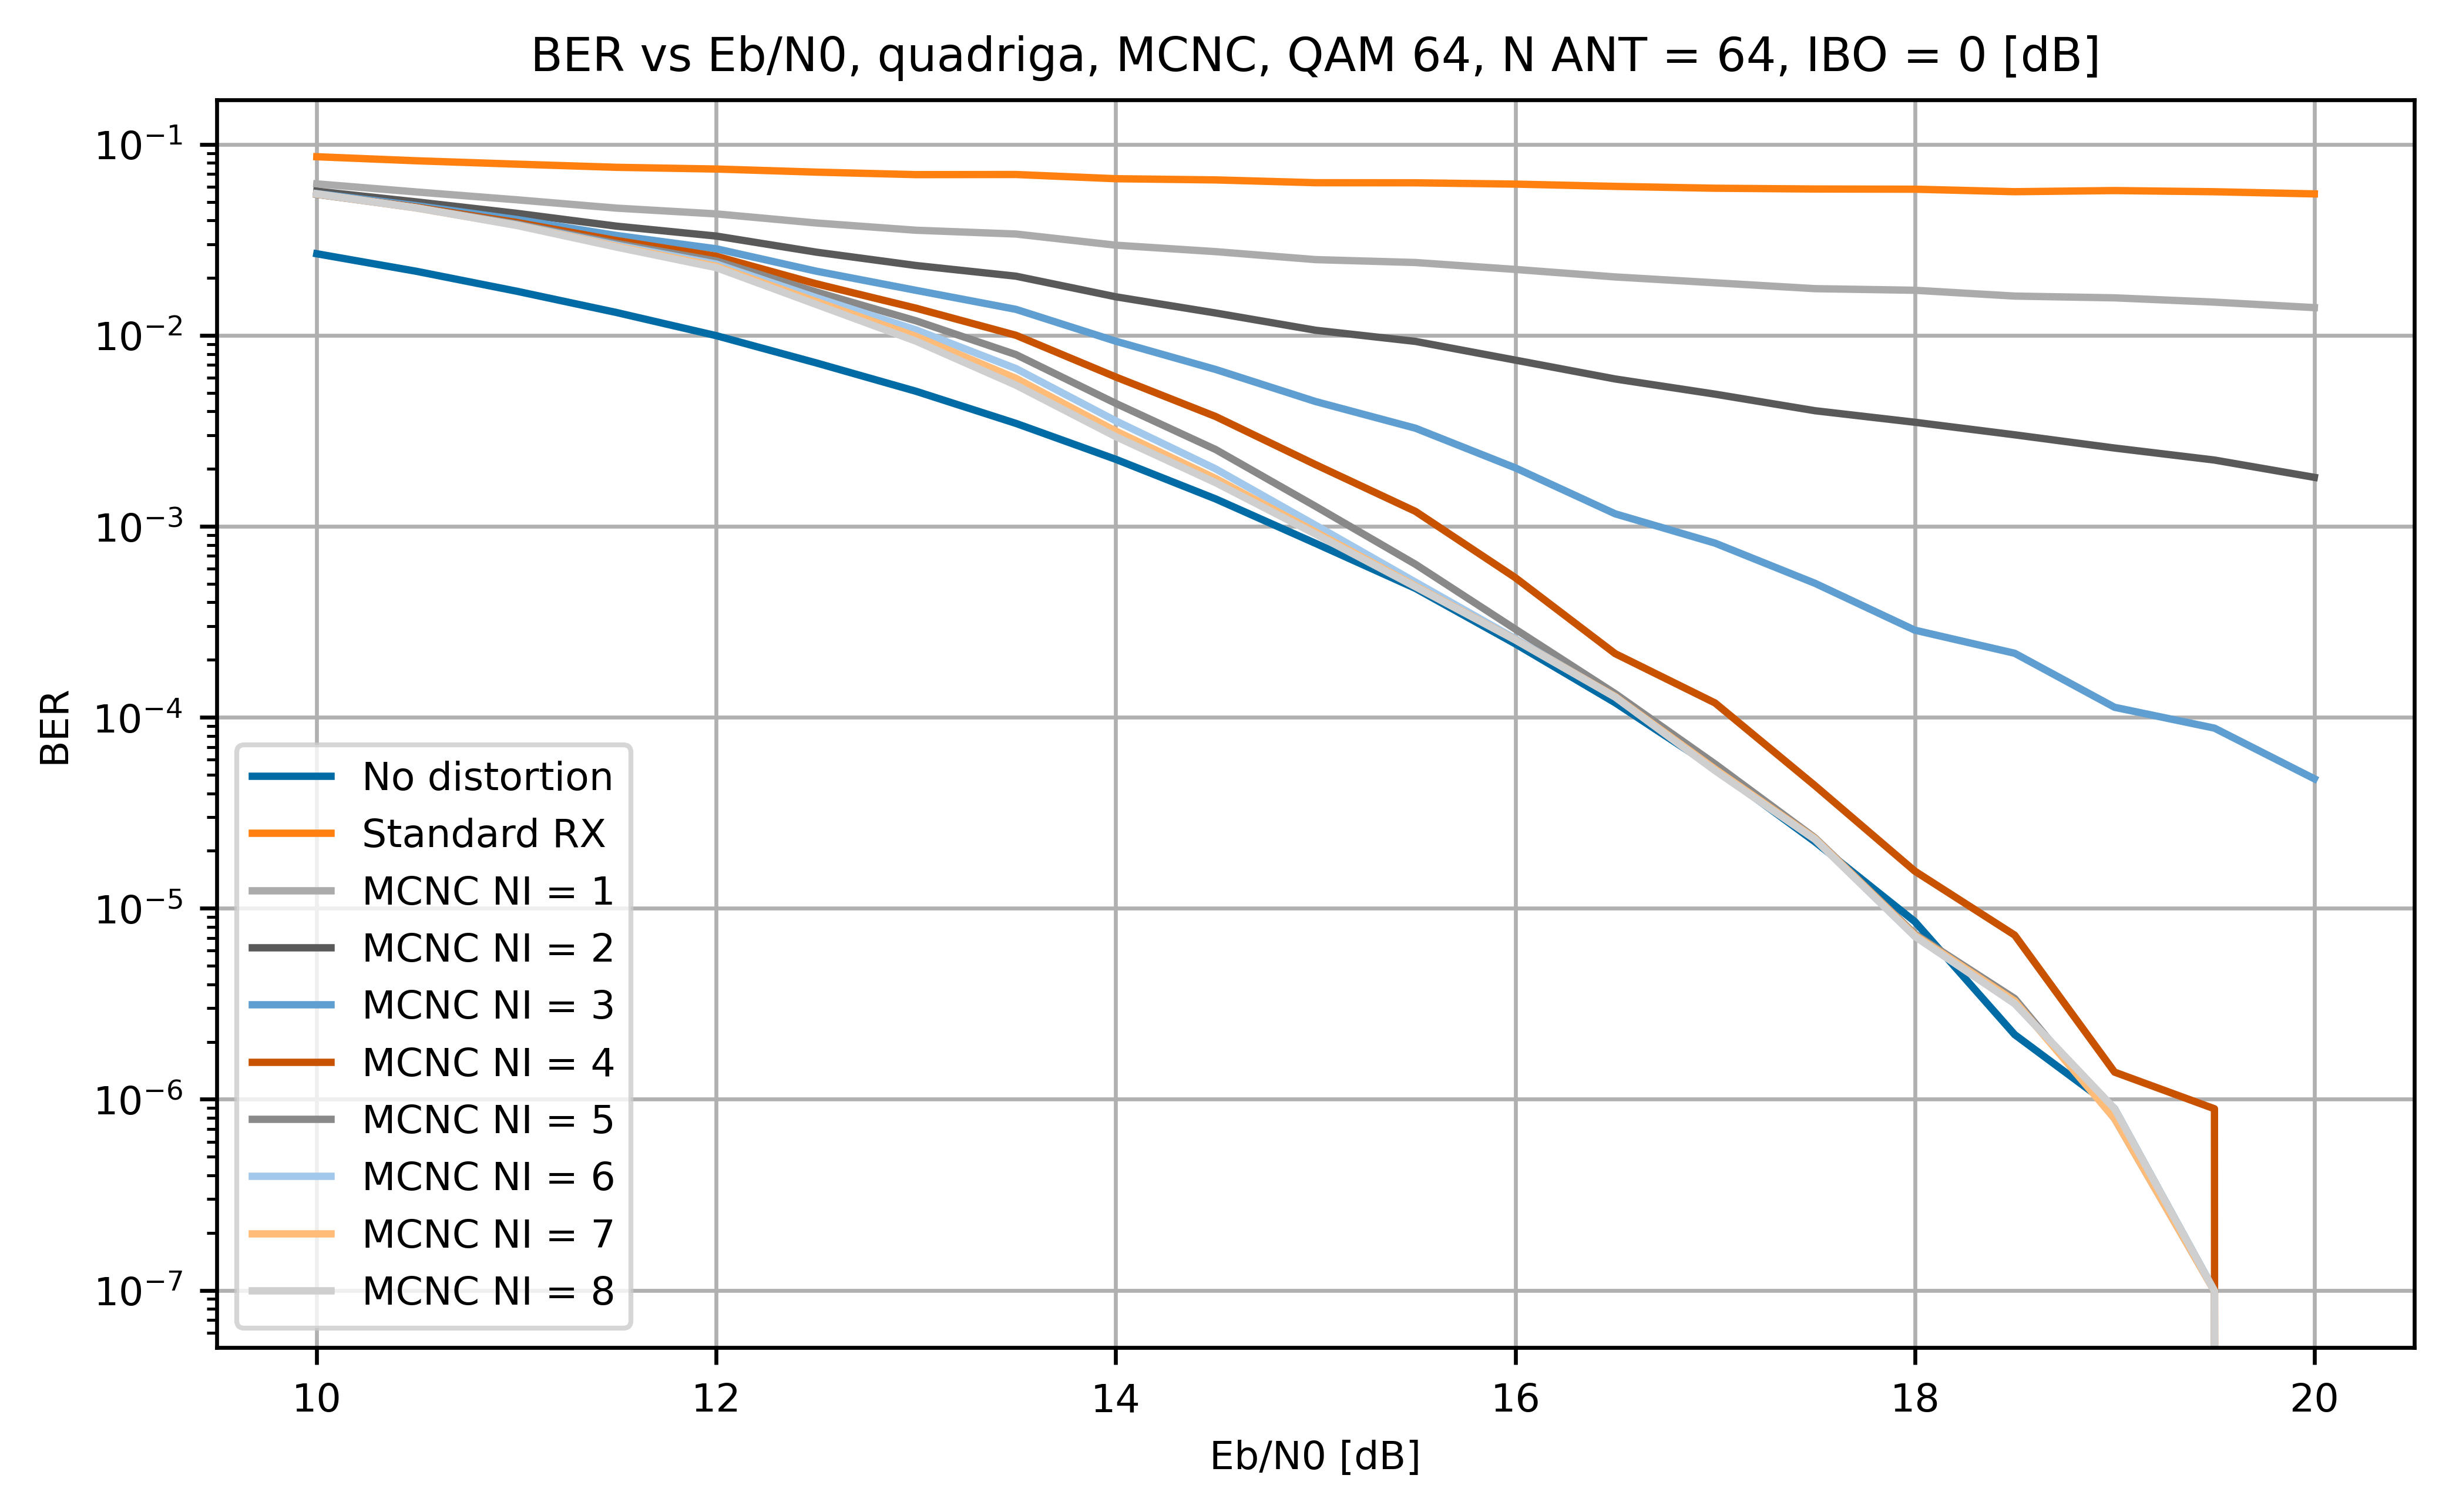 BER vs Eb/N0, quadriga, MCNC, QAM 64, N ANT = 64, IBO = 0 [dB]
BER
10⁻¹
10⁻²
10⁻³
10⁻⁴
10⁻⁵
10⁻⁶
10⁻⁷
No distortion
Standard RX
MCNC NI = 1
MCNC NI = 2
MCNC NI = 3
MCNC NI = 4
MCNC NI = 5
MCNC NI = 6
MCNC NI = 7
MCNC NI = 8
10 12 14 16 18 20
Eb/N0 [dB]